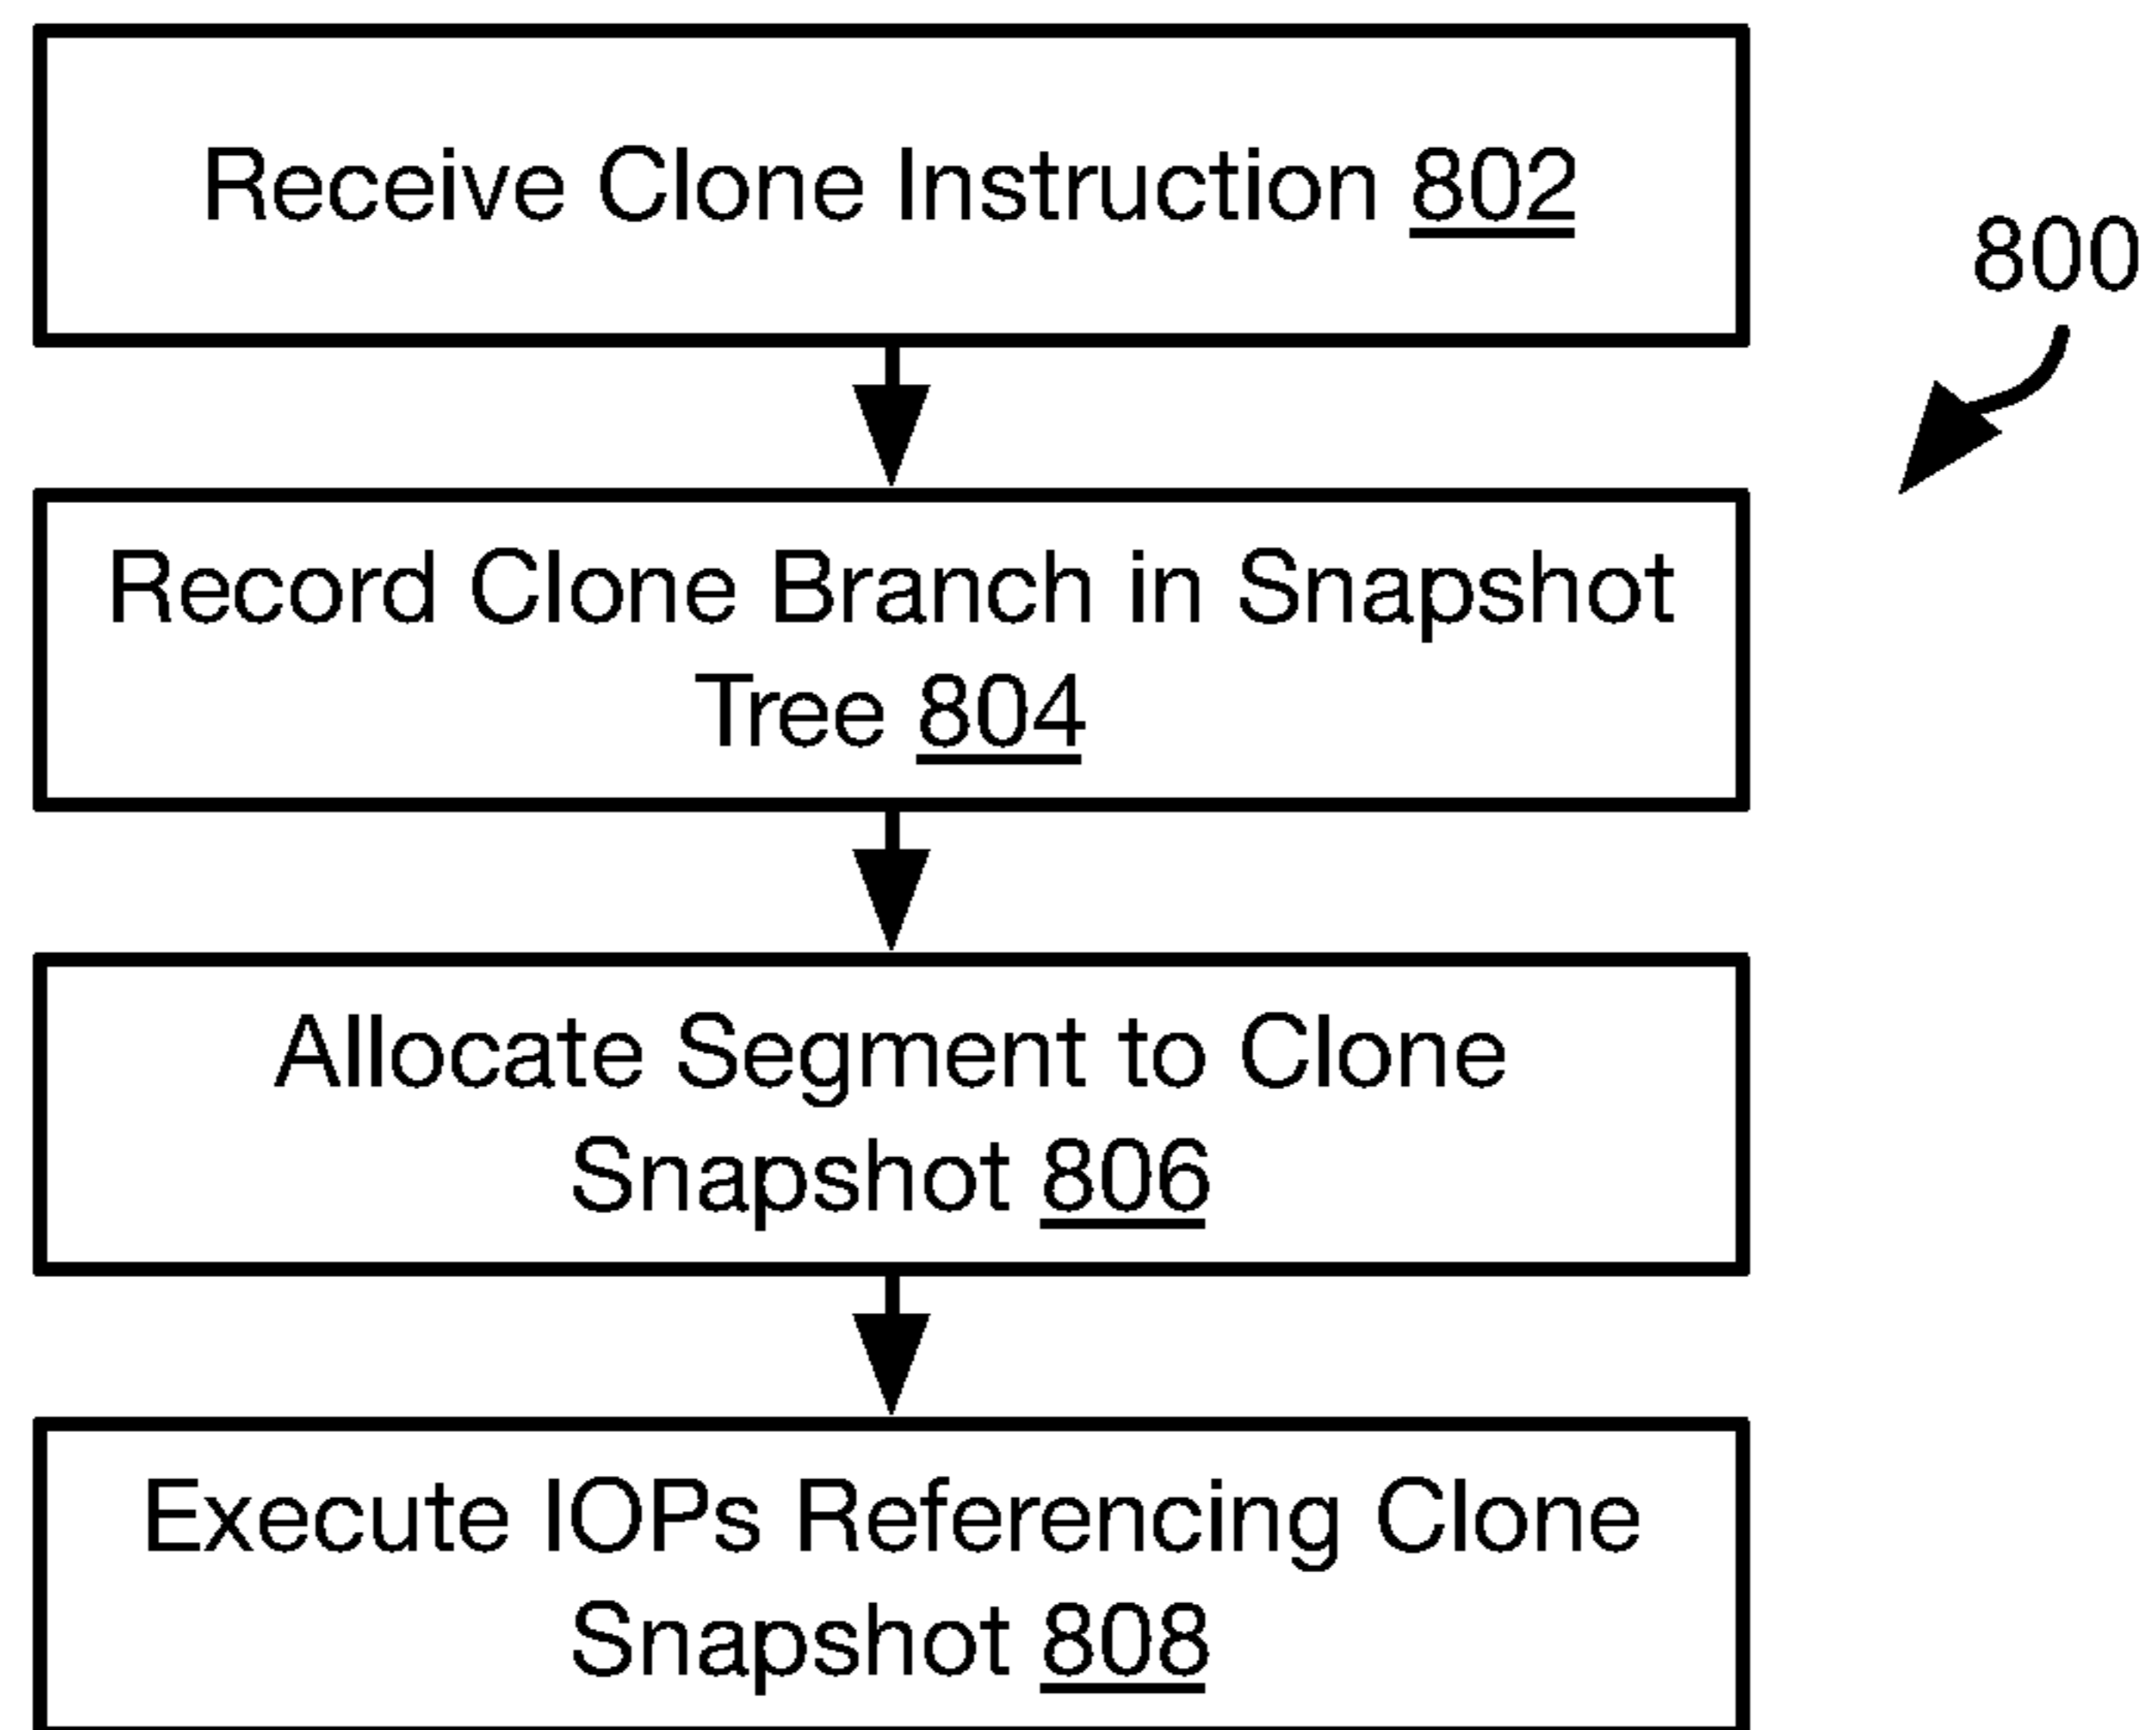 Receive Clone Instruction 802
800
Record Clone Branch in Snapshot
Tree 804
Allocate Segment to Clone
Snapshot 806
Execute IOPs Referencing Clone
Snapshot 808